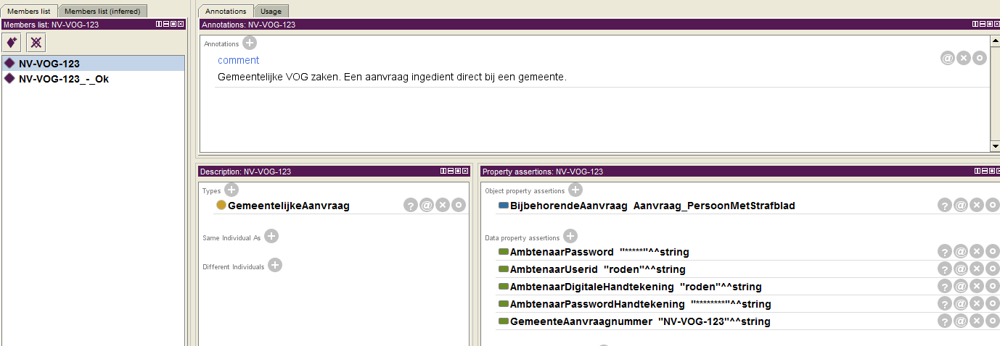 Members list
Members list (inferred)
Members list: NV-VOG-123
NV-VOG-123
NV-VOG-123_-_Ok
Annotations
Usage
Annotations: NV-VOG-123
Annotations
comment
Gemeentelijke VOG zaken. Een aanvraag ingedient direct bij een gemeente.
Description: NV-VOG-123
Types
GemeentelijkeAanvraag
Same Individual As
Different Individuals
Property assertions: NV-VOG-123
Object property assertions
BijbehorendeAanvraag Aanvraag_PersoonMetStrafblad
Data property assertions
AmbtenaarPassword "*****"^^string
AmbtenaarUserid "roden"^^string
AmbtenaarDigitaleHandtekening "roden"^^string
AmbtenaarPasswordHandtekening "********"^^string
GemeenteAanvraagnummer "NV-VOG-123"^^string